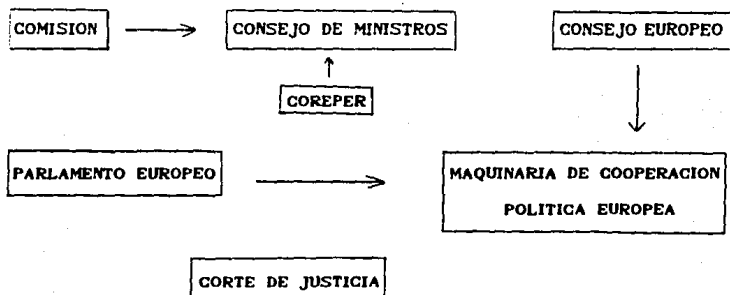 COMISION
CONSEJO DE MINISTROS
CONSEJO EUROPEO
COREPER
PARLAMENTO EUROPEO
MAQUINARIA DE COOPERACION
POLITICA EUROPEA
CORTE DE JUSTICIA